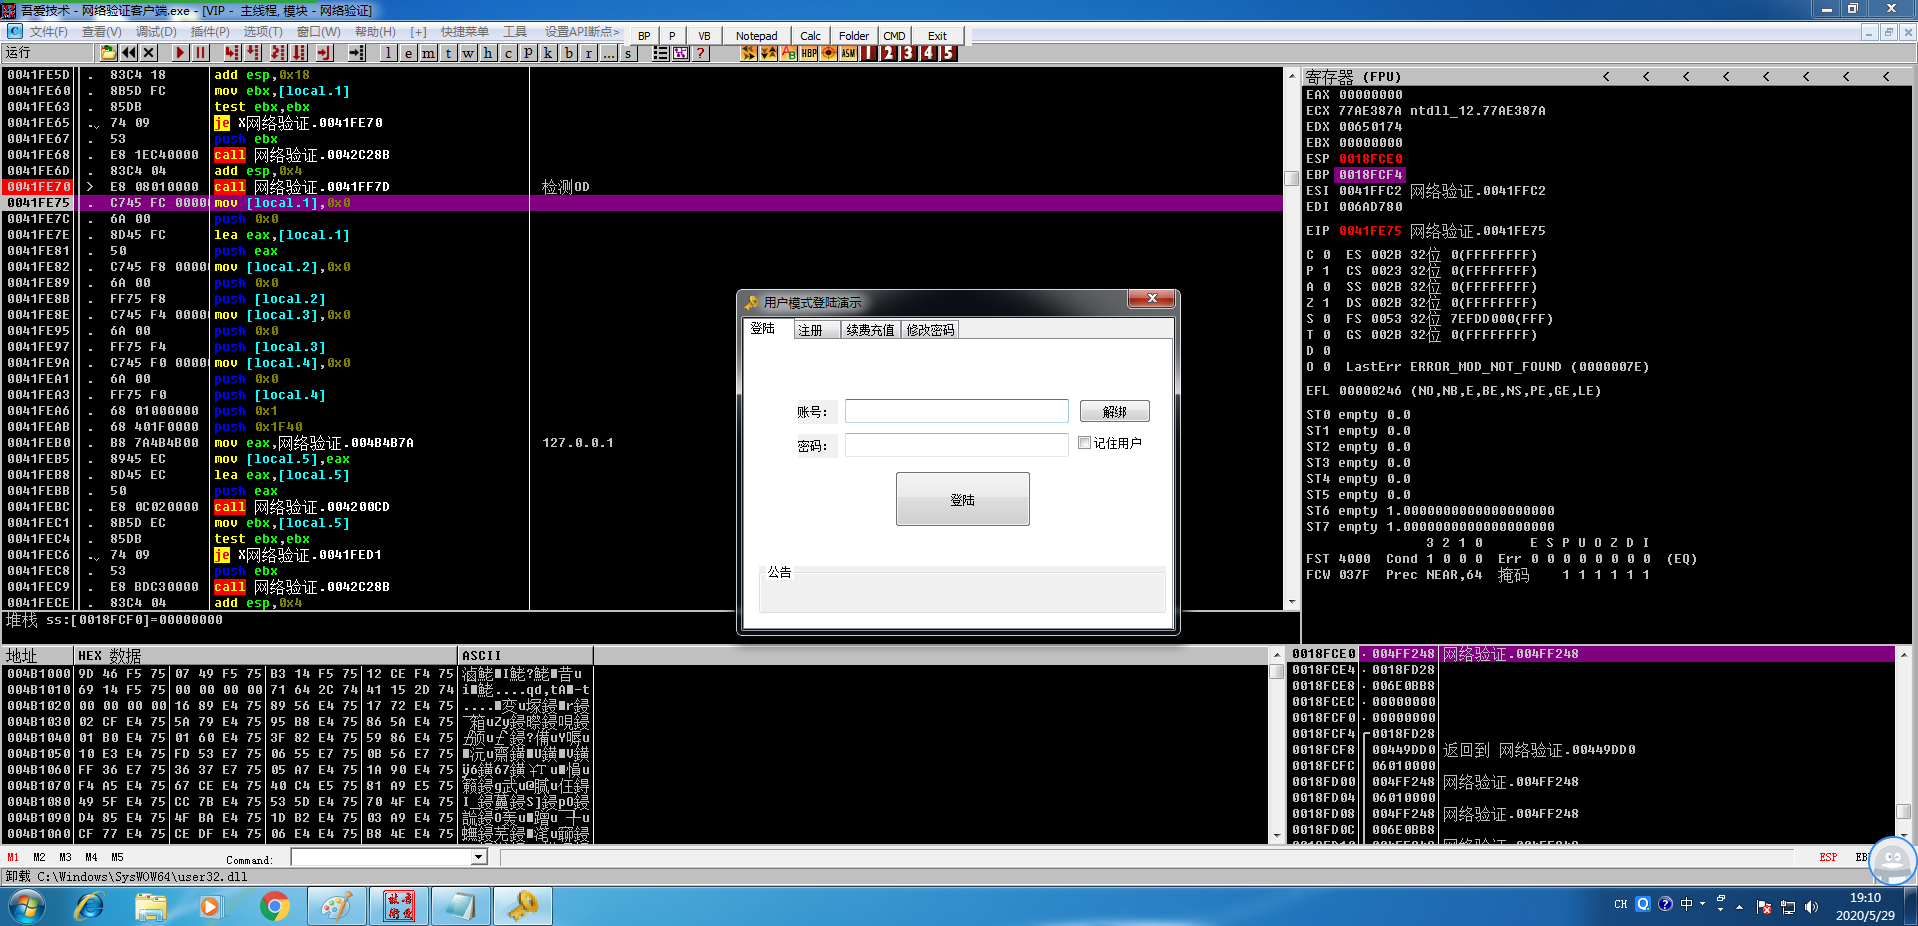 吾爱技术 - 网络验证客户端.exe - [VIP - 主线程, 模块 - 网络验证]
文件(F) 查看(V) 调试(D) 插件(P) 选项(T) 窗口(W) 帮助(H) [+] 快捷菜单 工具 设置API断点> BP P VB Notepad Calc Folder CMD Exit
运行 l e m t w h c p k b r ... s ? HBP ASM 1 2 3 4 5
0041FE5D . 83C4 18 add esp,0x18
0041FE60 . 8B5D FC mov ebx,[local.1]
0041FE63 . 85DB test ebx,ebx
0041FE65 . 74 09 je X网络验证.0041FE70
0041FE67 . 53 push ebx
0041FE68 . E8 1EC40000 call 网络验证.0042C28B
0041FE6D . 83C4 04 add esp,0x4
0041FE70 > E8 08010000 call 网络验证.0041FF7D 检测OD
0041FE75 . C745 FC 0000 mov [local.1],0x0
0041FE7C . 6A 00 push 0x0
0041FE7E . 8D45 FC lea eax,[local.1]
0041FE81 . 50 push eax
0041FE82 . C745 F8 0000 mov [local.2],0x0
0041FE89 . 6A 00 push 0x0
0041FE8B . FF75 F8 push [local.2]
0041FE8E . C745 F4 0000 mov [local.3],0x0
0041FE95 . 6A 00 push 0x0
0041FE97 . FF75 F4 push [local.3]
0041FE9A . C745 F0 0000 mov [local.4],0x0
0041FEA1 . 6A 00 push 0x0
0041FEA3 . FF75 F0 push [local.4]
0041FEA6 . 68 01000000 push 0x1
0041FEAB . 68 401F0000 push 0x1F40
0041FEB0 . B8 7A4B4B00 mov eax,网络验证.004B4B7A 127.0.0.1
0041FEB5 . 8945 EC mov [local.5],eax
0041FEB8 . 8D45 EC lea eax,[local.5]
0041FEBB . 50 push eax
0041FEBC . E8 0C020000 call 网络验证.004200CD
0041FEC1 . 8B5D EC mov ebx,[local.5]
0041FEC4 . 85DB test ebx,ebx
0041FEC6 . 74 09 je X网络验证.0041FED1
0041FEC8 . 53 push ebx
0041FEC9 . E8 BDC30000 call 网络验证.0042C28B
0041FECE . 83C4 04 add esp,0x4
堆栈 ss:[0018FCF0]=00000000
寄存器 (FPU) < < < < < < < <
EAX 00000000
ECX 77AE387A ntdll_12.77AE387A
EDX 00650174
EBX 00000000
ESP 0018FCE0
EBP 0018FCF4
ESI 0041FFC2 网络验证.0041FFC2
EDI 006AD780
EIP 0041FE75 网络验证.0041FE75
C 0 ES 002B 32位 0(FFFFFFFF)
P 1 CS 0023 32位 0(FFFFFFFF)
A 0 SS 002B 32位 0(FFFFFFFF)
Z 1 DS 002B 32位 0(FFFFFFFF)
S 0 FS 0053 32位 7EFDD000(FFF)
T 0 GS 002B 32位 0(FFFFFFFF)
D 0
O 0 LastErr ERROR_MOD_NOT_FOUND (0000007E)
EFL 00000246 (NO,NB,E,BE,NS,PE,GE,LE)
ST0 empty 0.0
ST1 empty 0.0
ST2 empty 0.0
ST3 empty 0.0
ST4 empty 0.0
ST5 empty 0.0
ST6 empty 1.0000000000000000000
ST7 empty 1.0000000000000000000
3 2 1 0 E S P U O Z D I
FST 4000 Cond 1 0 0 0 Err 0 0 0 0 0 0 0 0 (EQ)
FCW 037F Prec NEAR,64 掩码 1 1 1 1 1 1
用户模式登陆演示
登陆 注册 续费充值 修改密码
账号: 解绑
密码: 记住用户
登陆
公告
地址 HEX 数据 ASCII
004B1000 9D 46 F5 75 07 49 F5 75 B3 14 F5 75 12 CE F4 75
004B1010 69 14 F5 75 00 00 00 00 71 64 2C 74 41 15 2D 74
004B1020 00 00 00 00 16 89 E4 75 89 56 E4 75 17 72 E4 75
004B1030 02 CF E4 75 5A 79 E4 75 95 B8 E4 75 86 5A E4 75
004B1040 01 B0 E4 75 01 60 E4 75 3F 82 E4 75 59 86 E4 75
004B1050 10 E3 E4 75 FD 53 E7 75 06 55 E7 75 0B 56 E7 75
004B1060 FF 36 E7 75 36 37 E7 75 05 A7 E4 75 1A 90 E4 75
004B1070 F4 A5 E4 75 67 CE E4 75 40 C4 E5 75 81 A9 E5 75
004B1080 49 5F E4 75 CC 7B E4 75 53 5D E4 75 70 4F E4 75
004B1090 D4 85 E4 75 4F BA E4 75 1D B2 E4 75 03 A9 E4 75
004B10A0 CF 77 E4 75 CE DF E4 75 06 E4 E4 75 B8 4E E4 75
0018FCE0 004FF248 网络验证.004FF248
0018FCE4 0018FD28
0018FCE8 006E0BB8
0018FCEC 00000000
0018FCF0 00000000
0018FCF4 0018FD28
0018FCF8 00449DD0 返回到 网络验证.00449DD0
0018FCFC 06010000
0018FD00 004FF248 网络验证.004FF248
0018FD04 06010000
0018FD08 004FF248 网络验证.004FF248
0018FD0C 006E0BB8
M1 M2 M3 M4 M5 Command: ESP
卸载 C:\Windows\SysWOW64\user32.dll
CH 中
19:10
2020/5/29